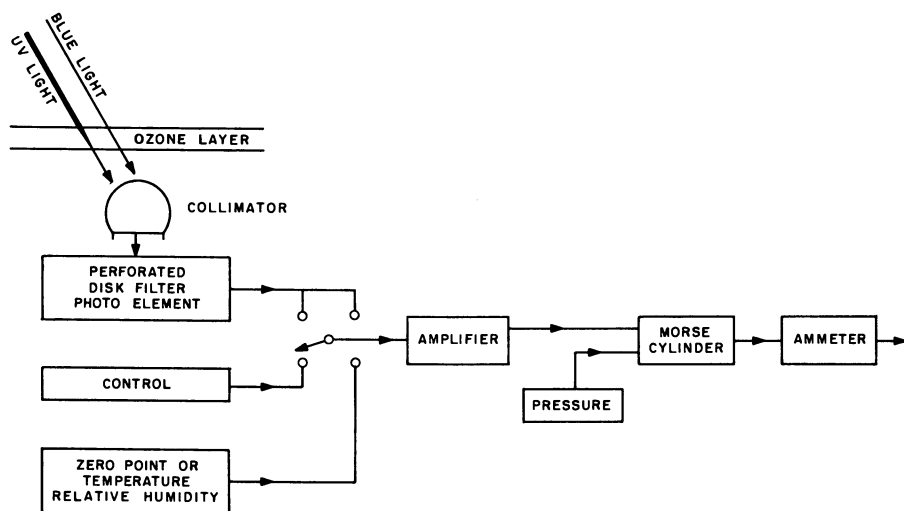 BLUE LIGHT
UV LIGHT
OZONE LAYER
COLLIMATOR
PERFORATED
DISK FILTER
PHOTO ELEMENT
AMPLIFIER
MORSE
CYLINDER
AMMETER
CONTROL
PRESSURE
ZERO POINT OR
TEMPERATURE
RELATIVE HUMIDITY